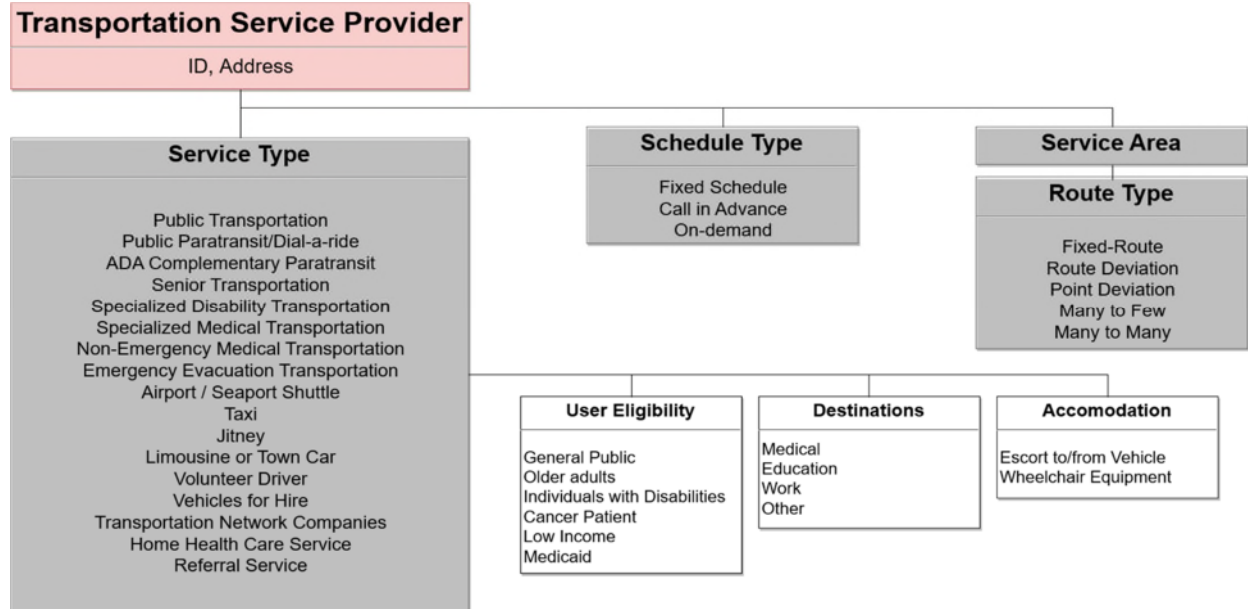 Transportation Service Provider
ID, Address
Service Type
Public Transportation
Public Paratransit/Dial-a-ride
ADA Complementary Paratransit
Senior Transportation
Specialized Disability Transportation
Specialized Medical Transportation
Non-Emergency Medical Transportation
Emergency Evacuation Transportation
Airport / Seaport Shuttle
Taxi
Jitney
Limousine or Town Car
Volunteer Driver
Vehicles for Hire
Transportation Network Companies
Home Health Care Service
Referral Service
Schedule Type
Fixed Schedule
Call in Advance
On-demand
Service Area
Route Type
Fixed-Route
Route Deviation
Point Deviation
Many to Few
Many to Many
User Eligibility
General Public
Older adults
Individuals with Disabilities
Cancer Patient
Low Income
Medicaid
Destinations
Medical
Education
Work
Other
Accomodation
Escort to/from Vehicle
Wheelchair Equipment